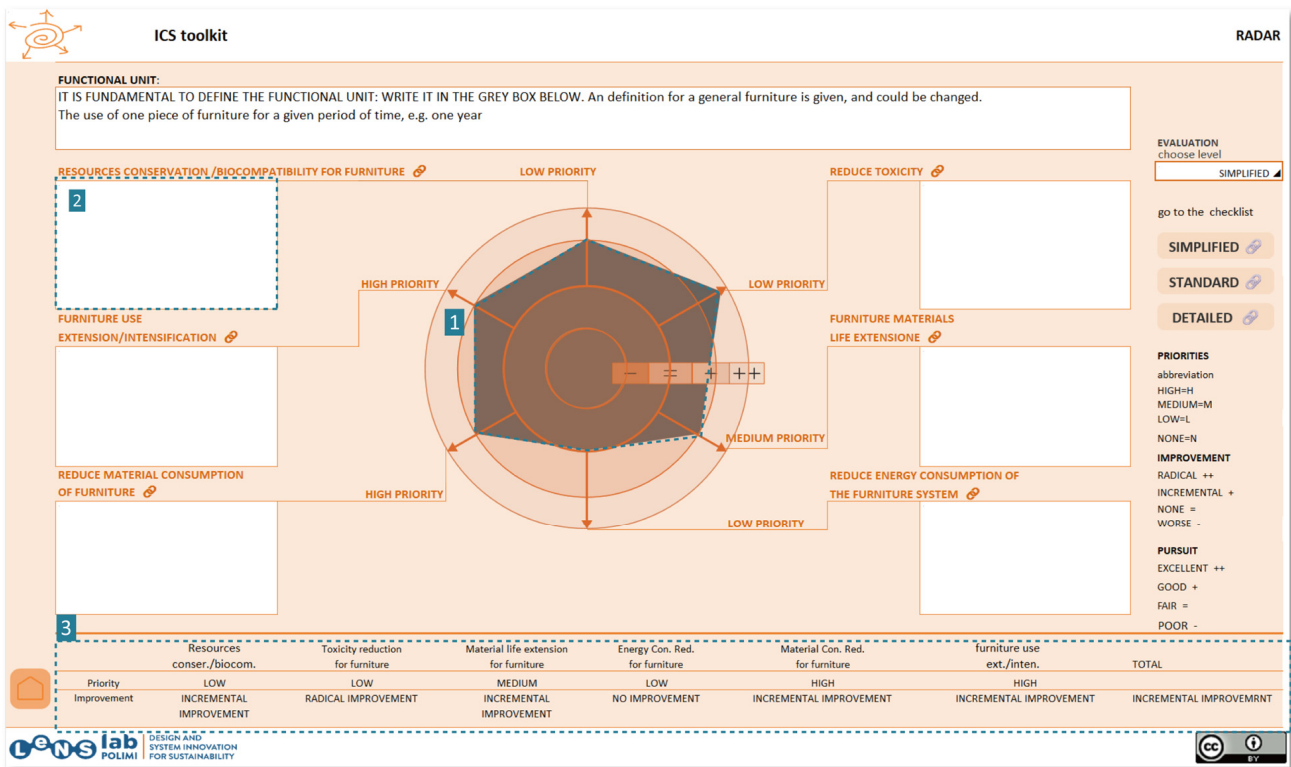 ICS toolkit
RADAR
FUNCTIONAL UNIT:
IT IS FUNDAMENTAL TO DEFINE THE FUNCTIONAL UNIT: WRITE IT IN THE GREY BOX BELOW. An definition for a general furniture is given, and could be changed.
The use of one piece of furniture for a given period of time, e.g. one year
EVALUATION
choose level
SIMPLIFIED
go to the checklist
SIMPLIFIED
STANDARD
DETAILED
RESOURCES CONSERVATION /BIOCOMPATIBILITY FOR FURNITURE
LOW PRIORITY
REDUCE TOXICITY
2
HIGH PRIORITY
LOW PRIORITY
1
FURNITURE USE
EXTENSION/INTENSIFICATION
FURNITURE MATERIALS
LIFE EXTENSIONE
− = + ++
MEDIUM PRIORITY
REDUCE MATERIAL CONSUMPTION
OF FURNITURE
HIGH PRIORITY
REDUCE ENERGY CONSUMPTION OF
THE FURNITURE SYSTEM
LOW PRIORITY
PRIORITIES
abbreviation
HIGH=H
MEDIUM=M
LOW=L
NONE=N
IMPROVEMENT
RADICAL ++
INCREMENTAL +
NONE =
WORSE -
PURSUIT
EXCELLENT ++
GOOD +
FAIR =
POOR -
3
Resources Toxicity reduction Material life extension Energy Con. Red. Material Con. Red. furniture use
conser./biocom. for furniture for furniture for furniture for furniture ext./inten. TOTAL
Priority LOW LOW MEDIUM LOW HIGH HIGH
Improvement INCREMENTAL RADICAL IMPROVEMENT INCREMENTAL NO IMPROVEMENT INCREMENTAL IMPROVEMENT INCREMENTAL IMPROVEMENT INCREMENTAL IMPROVEMRNT
IMPROVEMENT IMPROVEMENT
LeNS lab
POLIMI
DESIGN AND
SYSTEM INNOVATION
FOR SUSTAINABILITY
cc
BY